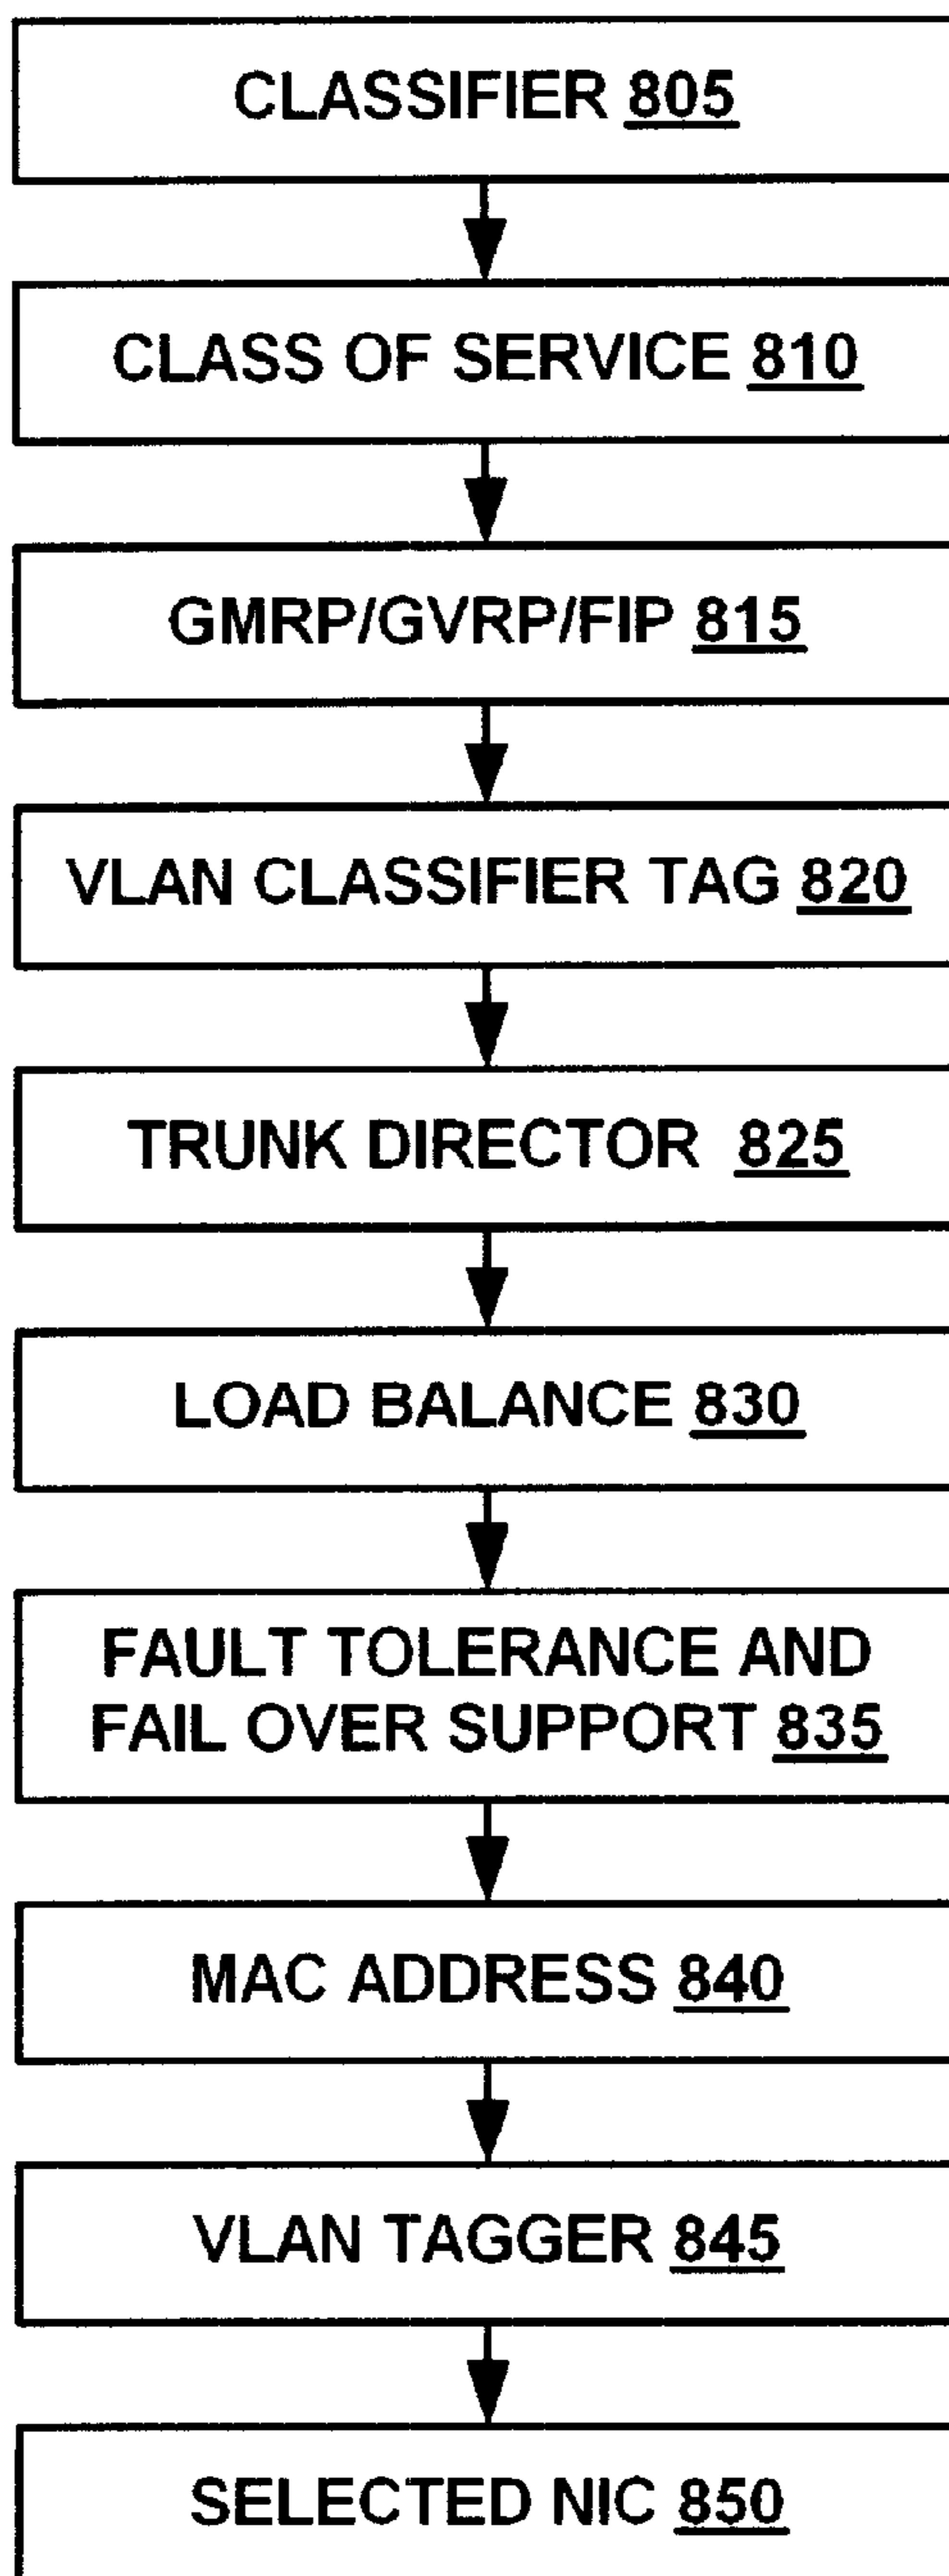 CLASSIFIER 805
CLASS OF SERVICE 810
GMRP/GVRP/FIP 815
VLAN CLASSIFIER TAG 820
TRUNK DIRECTOR 825
LOAD BALANCE 830
FAULT TOLERANCE AND
FAIL OVER SUPPORT 835
MAC ADDRESS 840
VLAN TAGGER 845
SELECTED NIC 850